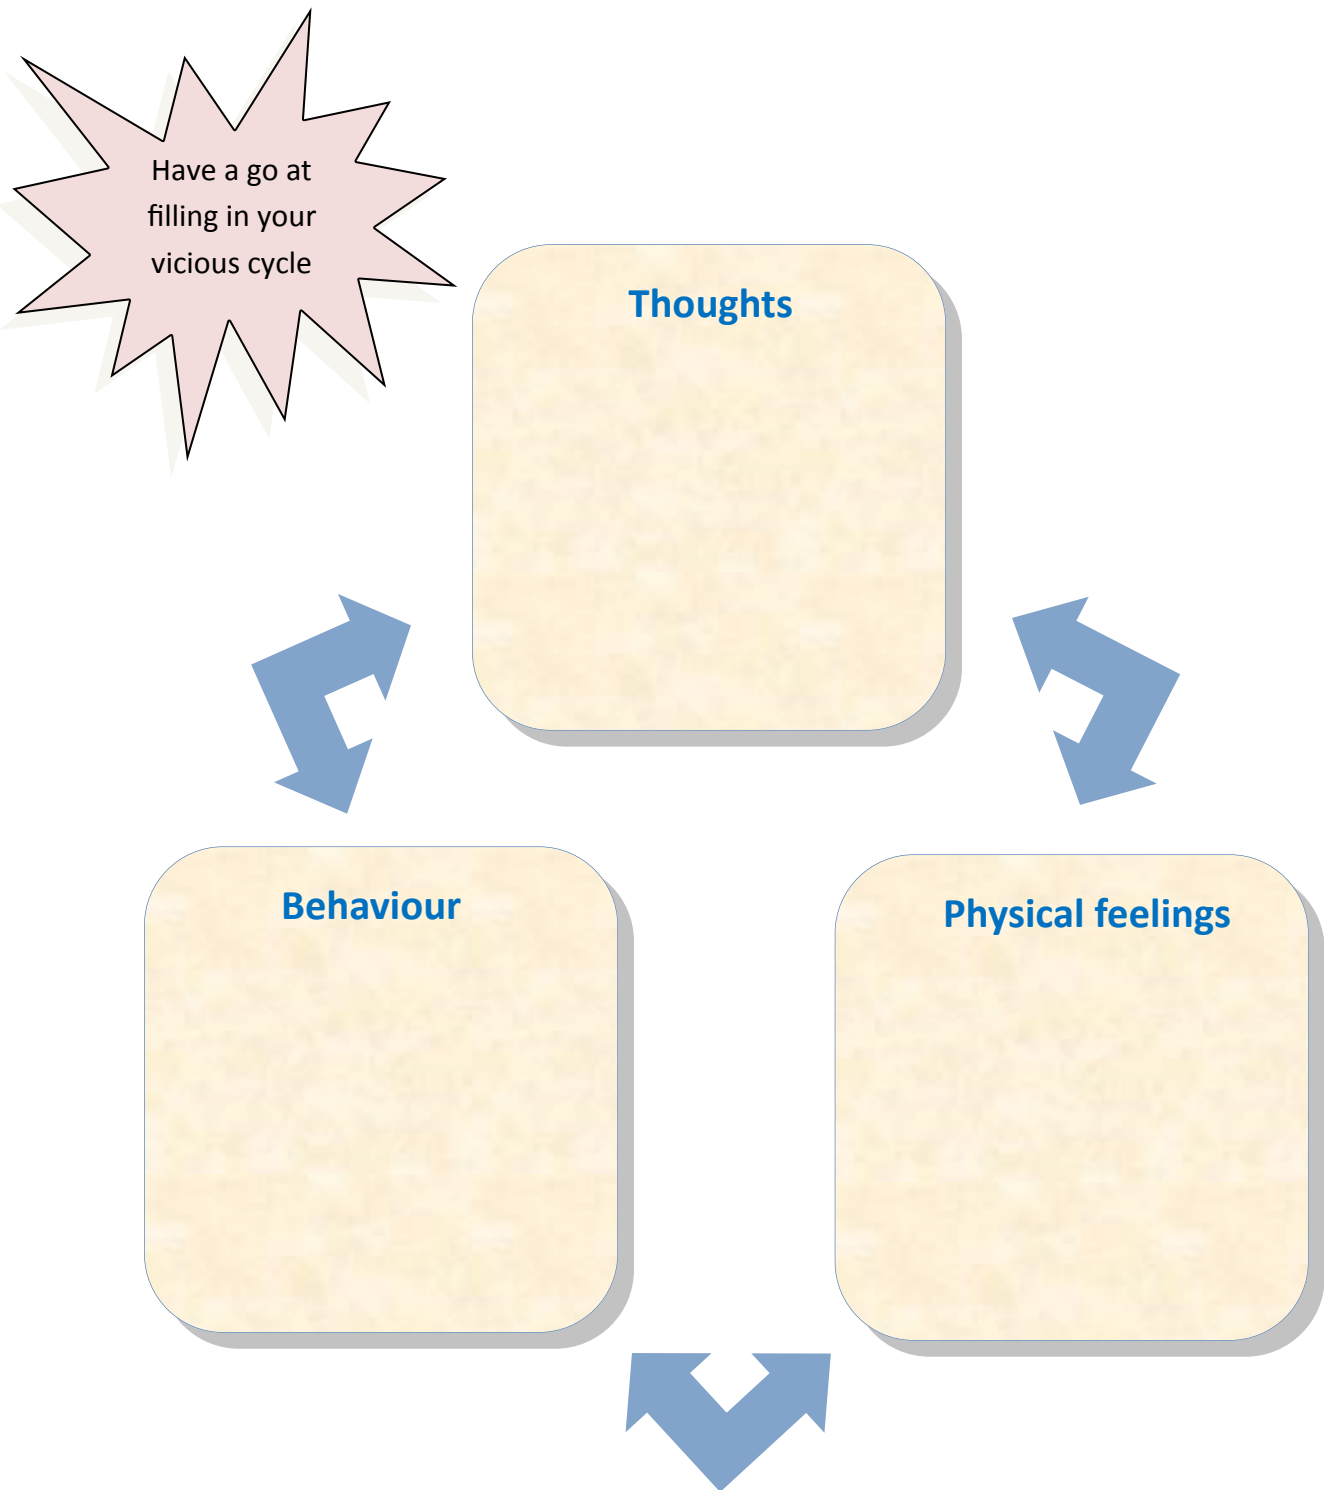 Have a go at
filling in your
vicious cycle
Thoughts
Behaviour
Physical feelings